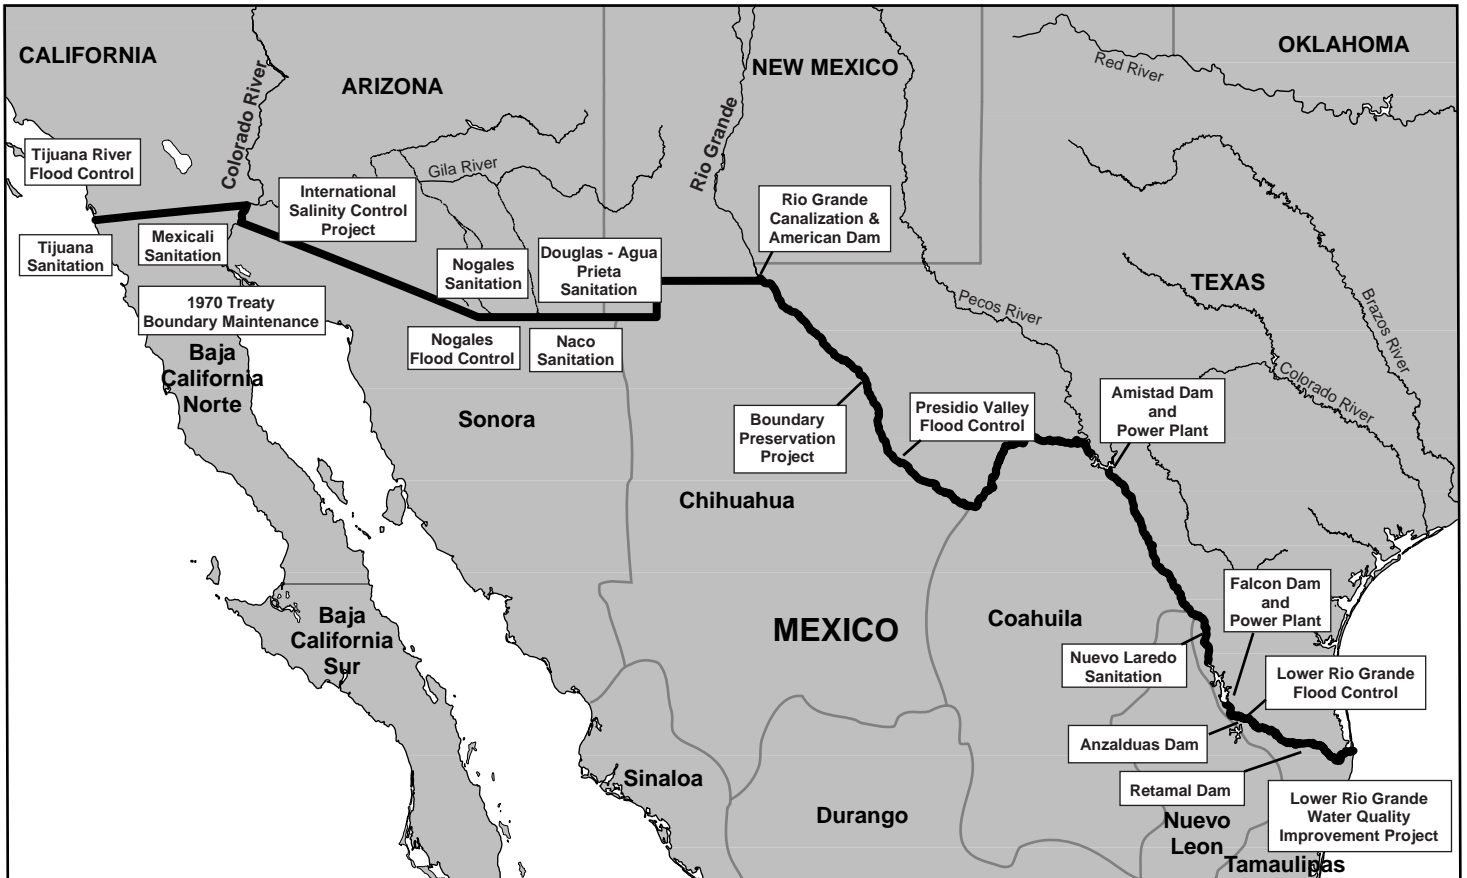 CALIFORNIA
ARIZONA
NEW MEXICO
OKLAHOMA
Red River
Colorado River
Rio Grande
Gila River
Tijuana River
Flood Control
International
Salinity Control
Project
Rio Grande
Canalization &
American Dam
Tijuana
Sanitation
Mexicali
Sanitation
Nogales
Sanitation
Douglas - Agua
Prieta
Sanitation
TEXAS
Pecos River
Brazos River
Colorado River
1970 Treaty
Boundary Maintenance
Nogales
Flood Control
Naco
Sanitation
Baja
California
Norte
Sonora
Boundary
Preservation
Project
Presidio Valley
Flood Control
Amistad Dam
and
Power Plant
Chihuahua
Baja
California
Sur
MEXICO
Coahuila
Falcon Dam
and
Power Plant
Nuevo Laredo
Sanitation
Lower Rio Grande
Flood Control
Anzalduas Dam
Retamal Dam
Sinaloa
Durango
Nuevo
Leon
Lower Rio Grande
Water Quality
Improvement Project
Tamaulipas